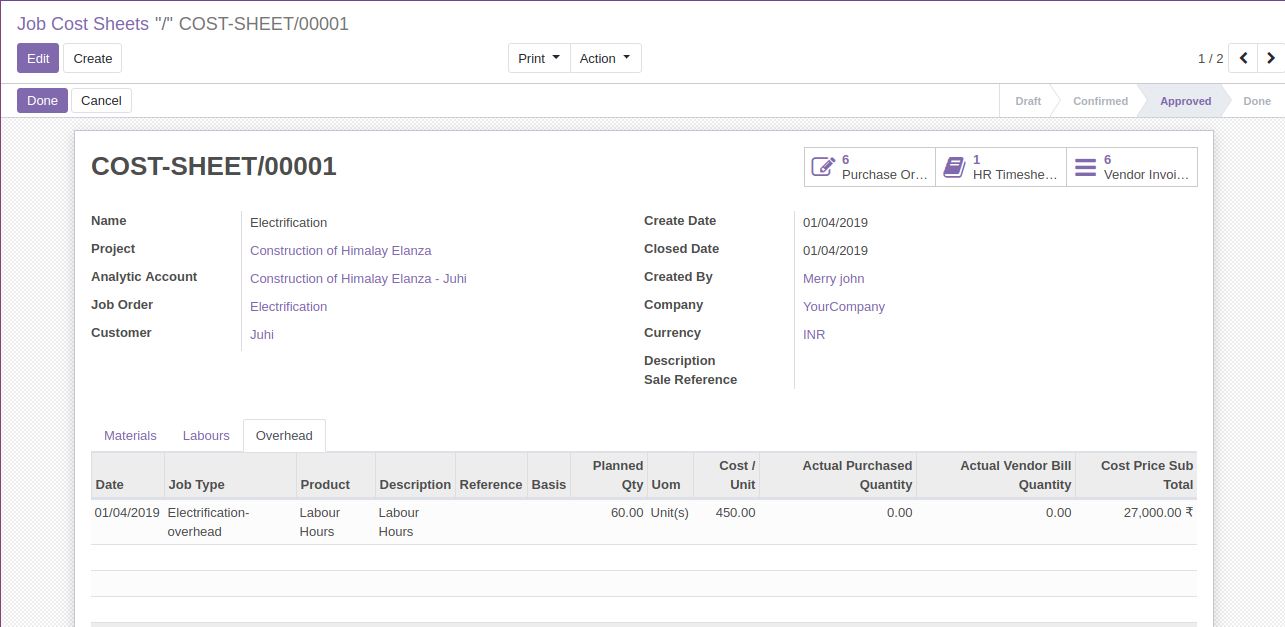 Job Cost Sheets "/" COST-SHEET/00001
Edit Create Print Action 1 / 2
Done Cancel Draft Confirmed Approved Done
COST-SHEET/00001
6 Purchase Or…
1 HR Timeshe…
6 Vendor Invoi…
Name Electrification
Project Construction of Himalay Elanza
Analytic Account Construction of Himalay Elanza - Juhi
Job Order Electrification
Customer Juhi
Create Date 01/04/2019
Closed Date 01/04/2019
Created By Merry john
Company YourCompany
Currency INR
Description
Sale Reference
Materials Labours Overhead
Date Job Type Product Description Reference Basis Planned Qty Uom Cost / Unit Actual Purchased Quantity Actual Vendor Bill Quantity Cost Price Sub Total
01/04/2019 Electrification-overhead Labour Hours Labour Hours 60.00 Unit(s) 450.00 0.00 0.00 27,000.00 ₹